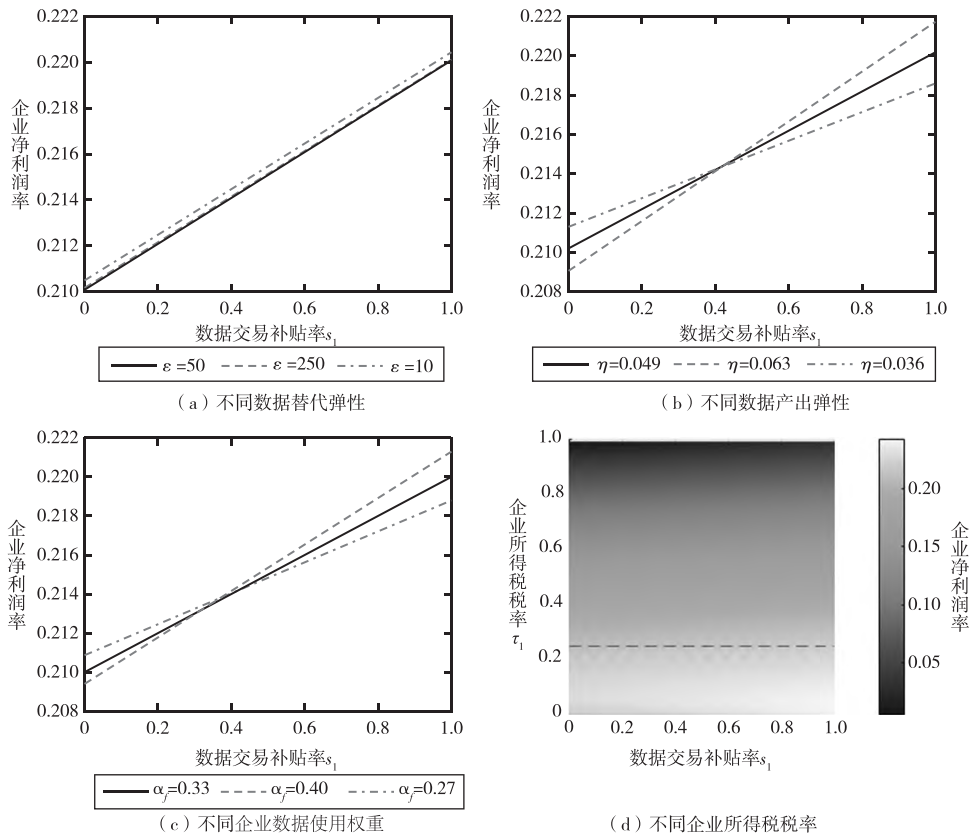 0.222
0.220
0.218
0.216
0.214
0.212
0.210
企业净利润率
0 0.2 0.4 0.6 0.8 1.0
数据交易补贴率s₁
ε=50 ε=250 ε=10
（a）不同数据替代弹性
0.222
0.220
0.218
0.216
0.214
0.212
0.210
0.208
企业净利润率
0 0.2 0.4 0.6 0.8 1.0
数据交易补贴率s₁
η=0.049 η=0.063 η=0.036
（b）不同数据产出弹性
0.222
0.220
0.218
0.216
0.214
0.212
0.210
0.208
企业净利润率
0 0.2 0.4 0.6 0.8 1.0
数据交易补贴率s₁
α_f=0.33 α_f=0.40 α_f=0.27
（c）不同企业数据使用权重
1.0
0.8
0.6
0.4
0.2
0
企业所得税税率τ₁
0 0.2 0.4 0.6 0.8 1.0
数据交易补贴率s₁
0.20
0.15
0.10
0.05
企业净利润率
（d）不同企业所得税税率